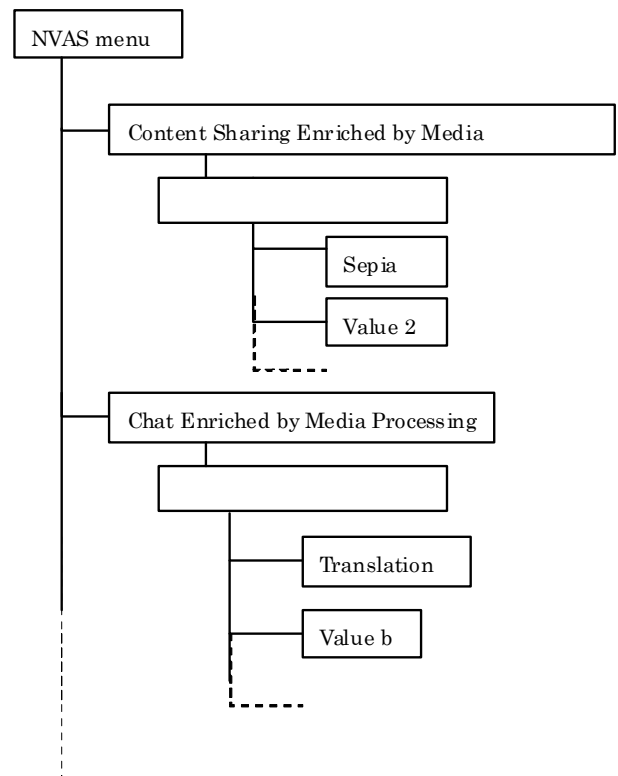 NVAS menu
Content Sharing Enriched by Media
Sepia
Value 2
Chat Enriched by Media Processing
Translation
Value b